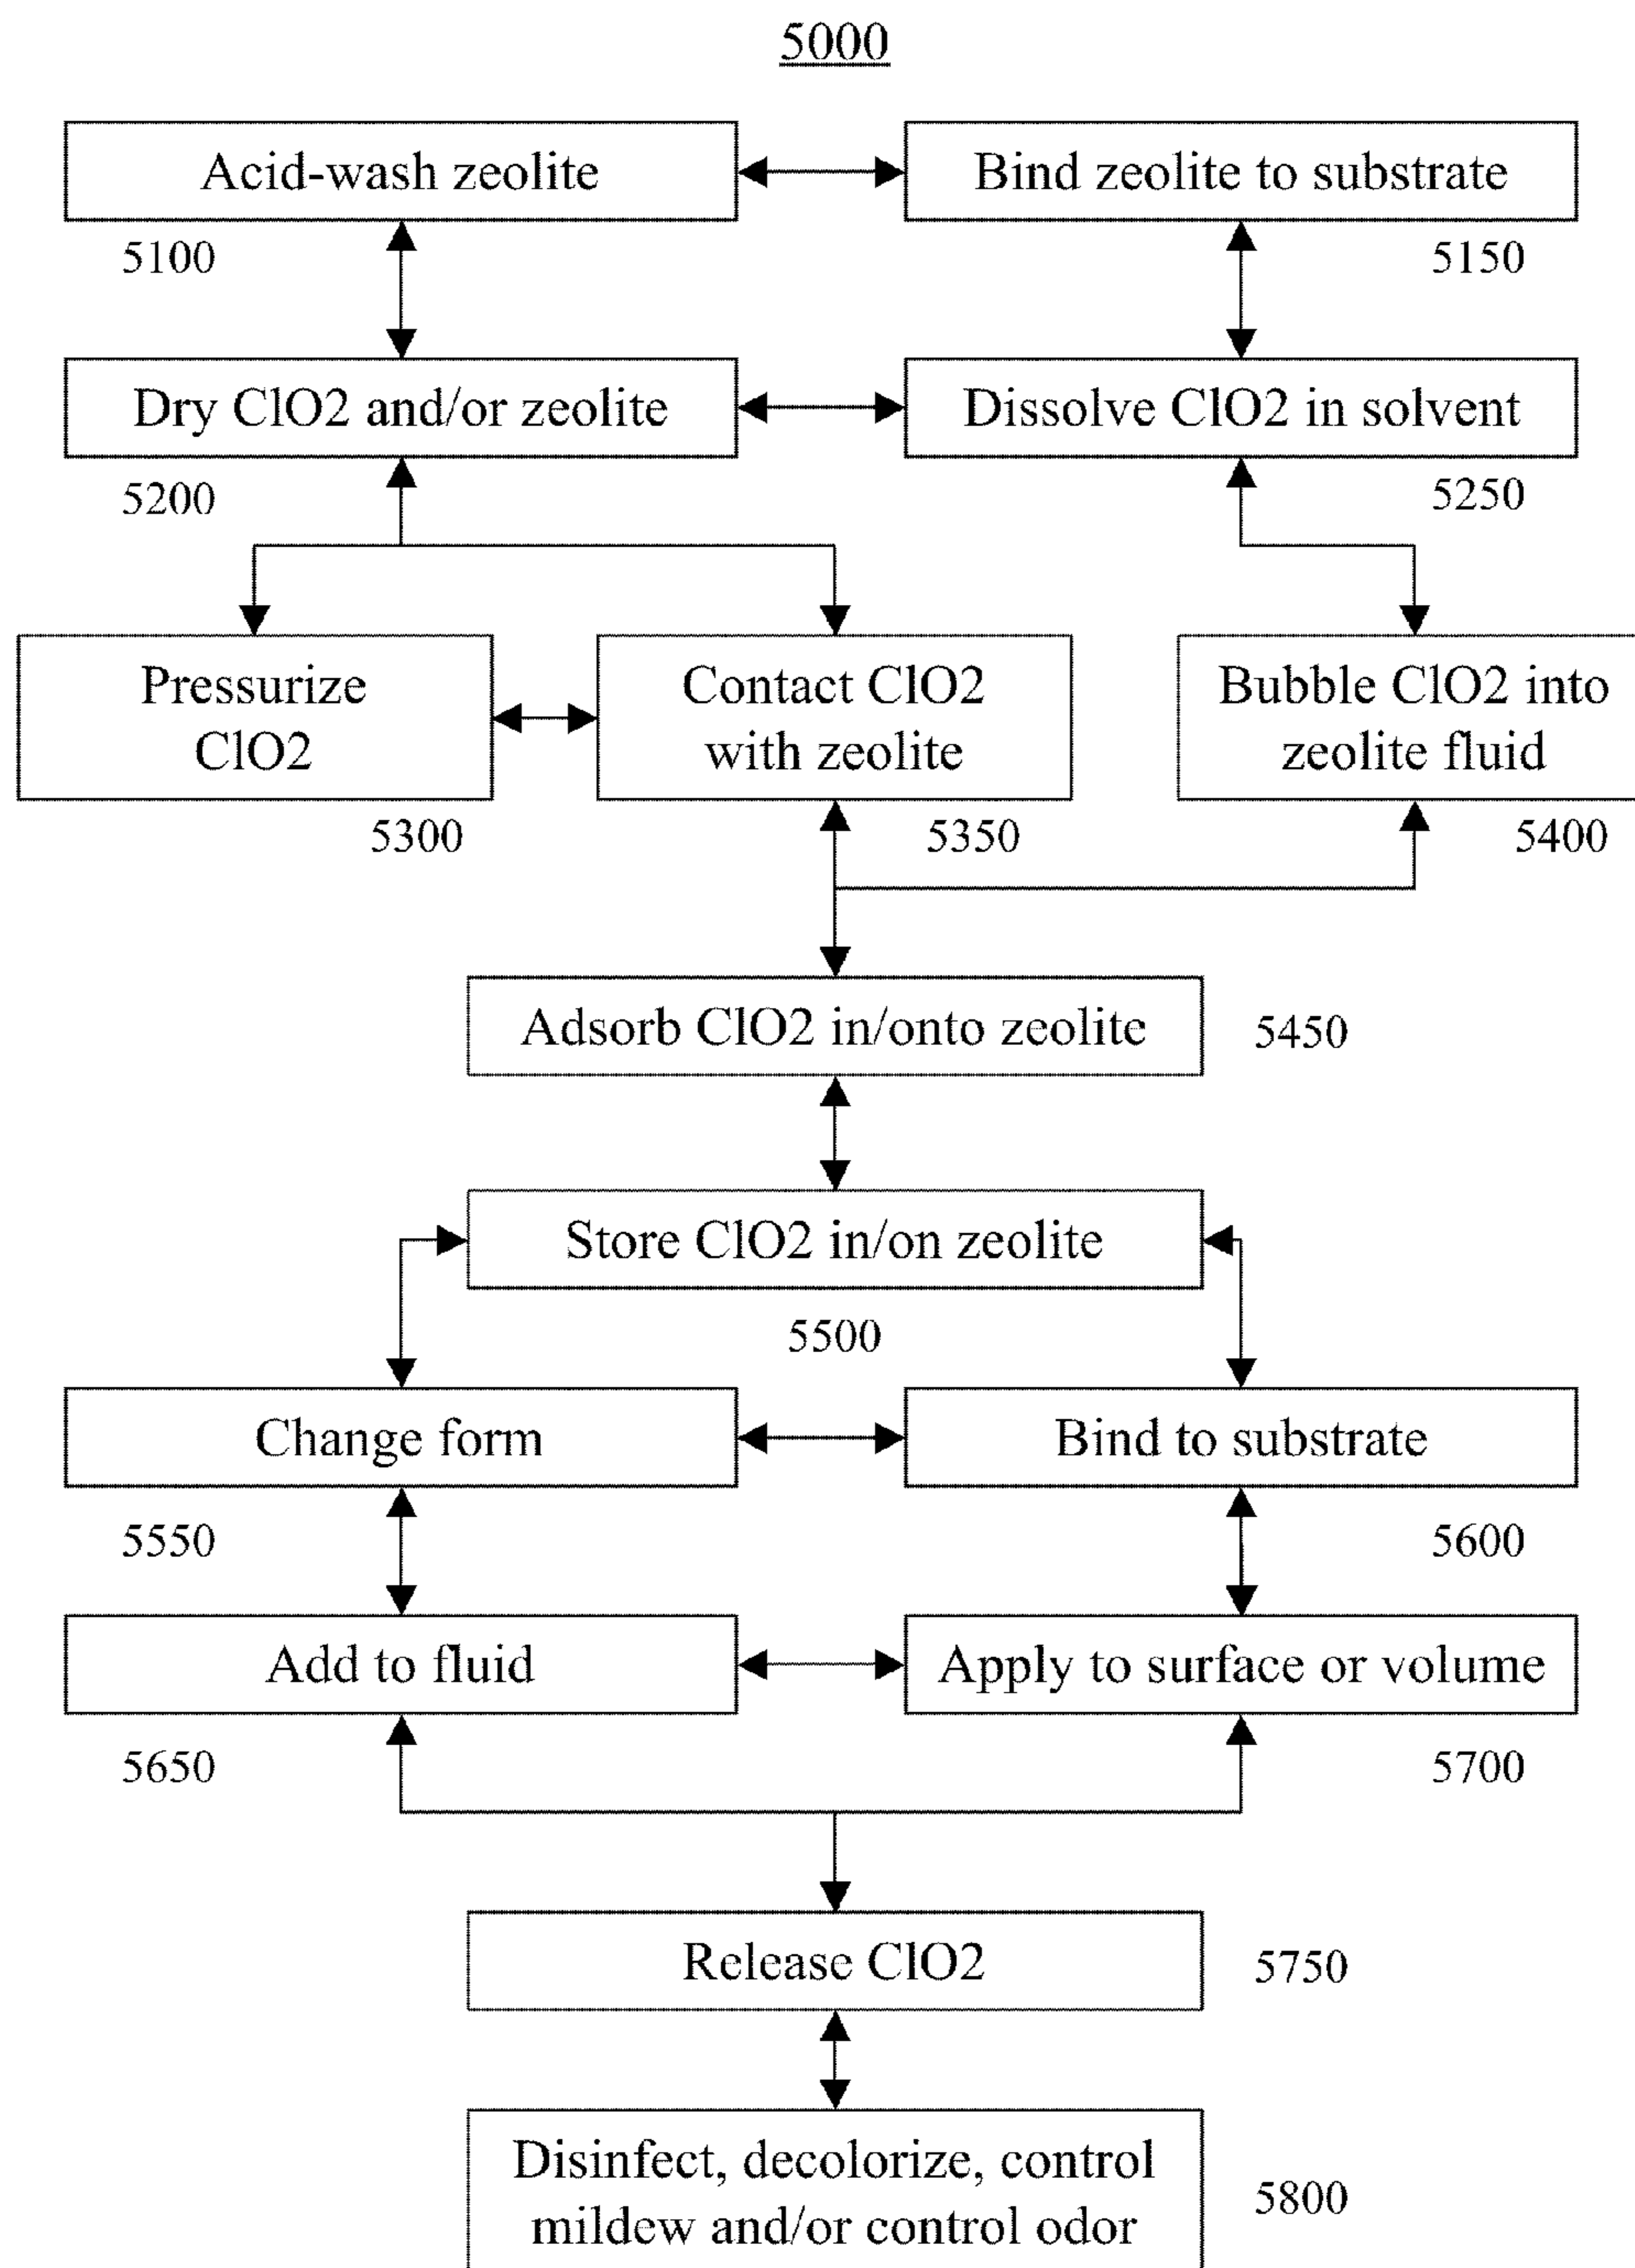 5000
Acid-wash zeolite
Bind zeolite to substrate
5100
5150
Dry ClO2 and/or zeolite
Dissolve ClO2 in solvent
5200
5250
Pressurize
ClO2
Contact ClO2
with zeolite
Bubble ClO2 into
zeolite fluid
5300
5350
5400
Adsorb ClO2 in/onto zeolite
5450
Store ClO2 in/on zeolite
5500
Change form
Bind to substrate
5550
5600
Add to fluid
Apply to surface or volume
5650
5700
Release ClO2
5750
Disinfect, decolorize, control
mildew and/or control odor
5800